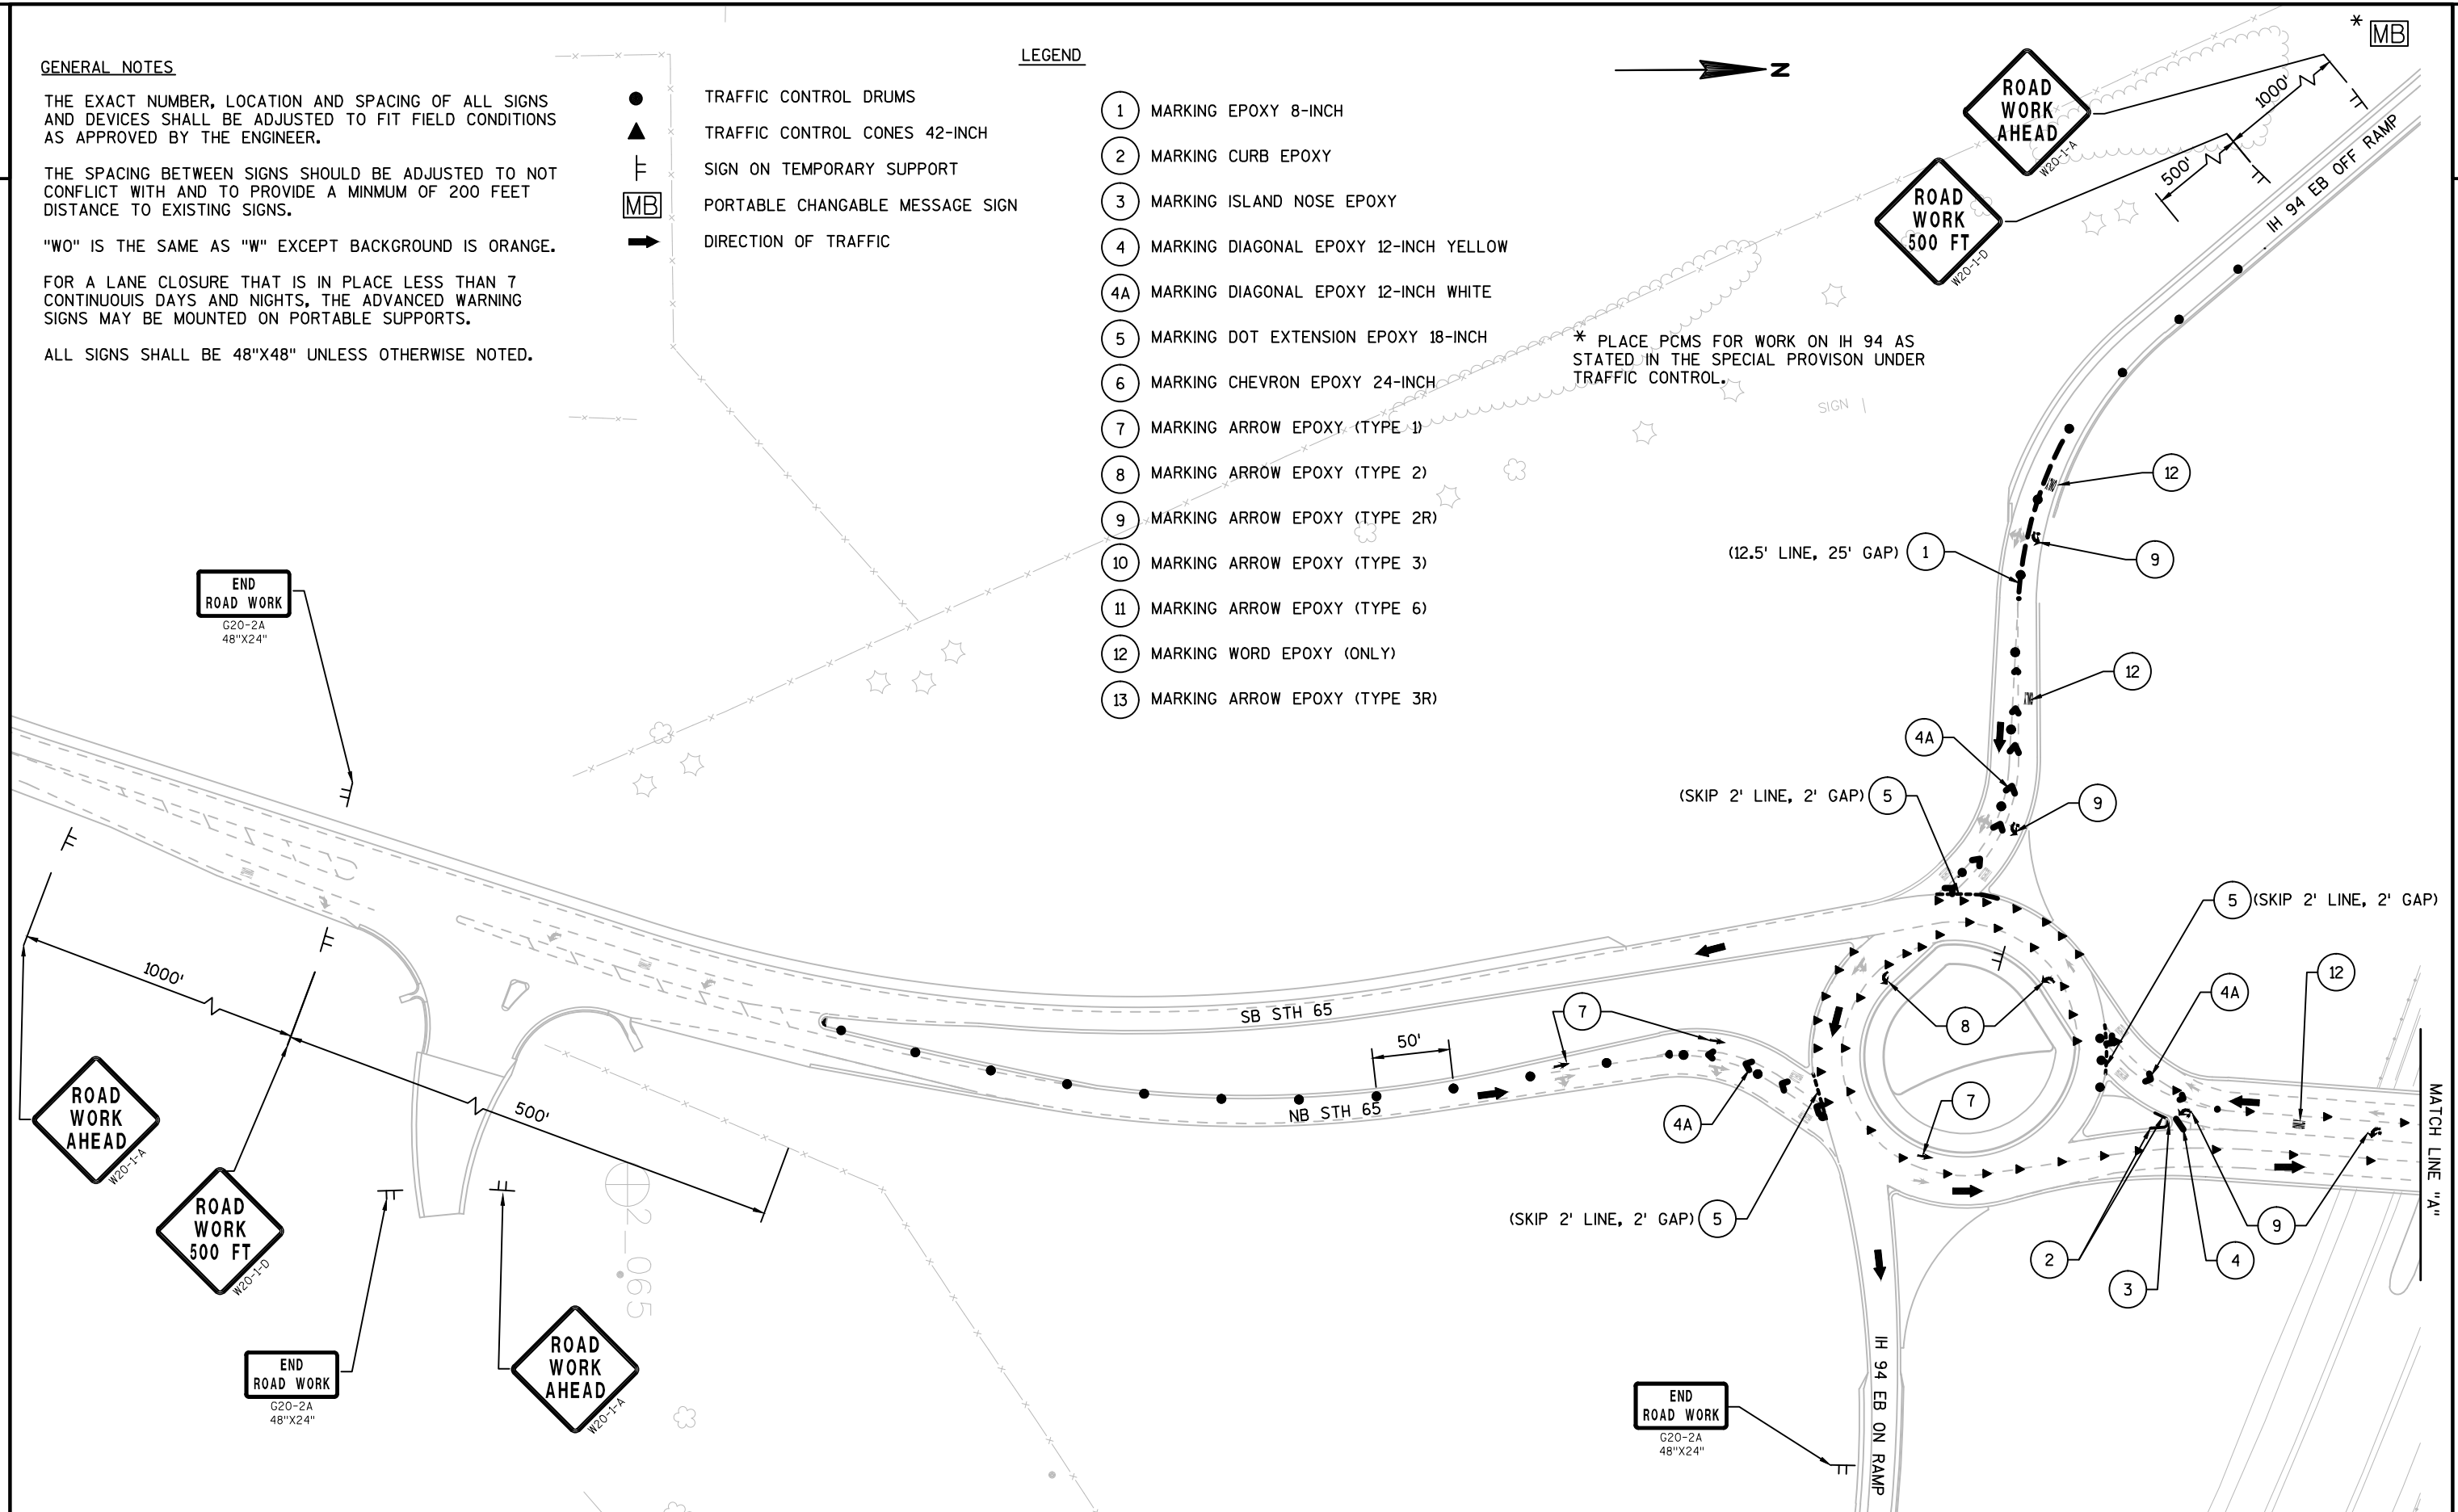 GENERAL NOTES
THE EXACT NUMBER, LOCATION AND SPACING OF ALL SIGNS
AND DEVICES SHALL BE ADJUSTED TO FIT FIELD CONDITIONS
AS APPROVED BY THE ENGINEER.
THE SPACING BETWEEN SIGNS SHOULD BE ADJUSTED TO NOT
CONFLICT WITH AND TO PROVIDE A MINMUM OF 200 FEET
DISTANCE TO EXISTING SIGNS.
"WO" IS THE SAME AS "W" EXCEPT BACKGROUND IS ORANGE.
FOR A LANE CLOSURE THAT IS IN PLACE LESS THAN 7
CONTINUOUIS DAYS AND NIGHTS, THE ADVANCED WARNING
SIGNS MAY BE MOUNTED ON PORTABLE SUPPORTS.
ALL SIGNS SHALL BE 48"X48" UNLESS OTHERWISE NOTED.
LEGEND
TRAFFIC CONTROL DRUMS
TRAFFIC CONTROL CONES 42-INCH
SIGN ON TEMPORARY SUPPORT
MB PORTABLE CHANGABLE MESSAGE SIGN
DIRECTION OF TRAFFIC
1 MARKING EPOXY 8-INCH
2 MARKING CURB EPOXY
3 MARKING ISLAND NOSE EPOXY
4 MARKING DIAGONAL EPOXY 12-INCH YELLOW
4A MARKING DIAGONAL EPOXY 12-INCH WHITE
5 MARKING DOT EXTENSION EPOXY 18-INCH
6 MARKING CHEVRON EPOXY 24-INCH
7 MARKING ARROW EPOXY (TYPE 1)
8 MARKING ARROW EPOXY (TYPE 2)
9 MARKING ARROW EPOXY (TYPE 2R)
10 MARKING ARROW EPOXY (TYPE 3)
11 MARKING ARROW EPOXY (TYPE 6)
12 MARKING WORD EPOXY (ONLY)
13 MARKING ARROW EPOXY (TYPE 3R)
N
* MB
ROAD
WORK
AHEAD
W20-1-A
1000'
ROAD
WORK
500 FT
W20-1-D
500'
IH 94 EB OFF RAMP
* PLACE PCMS FOR WORK ON IH 94 AS
STATED IN THE SPECIAL PROVISON UNDER
TRAFFIC CONTROL.
SIGN
12
(12.5' LINE, 25' GAP) 1
9
12
4A
(SKIP 2' LINE, 2' GAP) 5
9
5 (SKIP 2' LINE, 2' GAP)
12
4A
END
ROAD WORK
G20-2A
48"X24"
1000'
500'
ROAD
WORK
AHEAD
W20-1-A
ROAD
WORK
500 FT
W20-1-D
END
ROAD WORK
G20-2A
48"X24"
ROAD
WORK
AHEAD
W20-1-A
2-065
SB STH 65
7
50'
NB STH 65
4A
8
7
(SKIP 2' LINE, 2' GAP) 5
2
3
4
9
MATCH LINE "A"
END
ROAD WORK
G20-2A
48"X24"
IH 94 EB ON RAMP